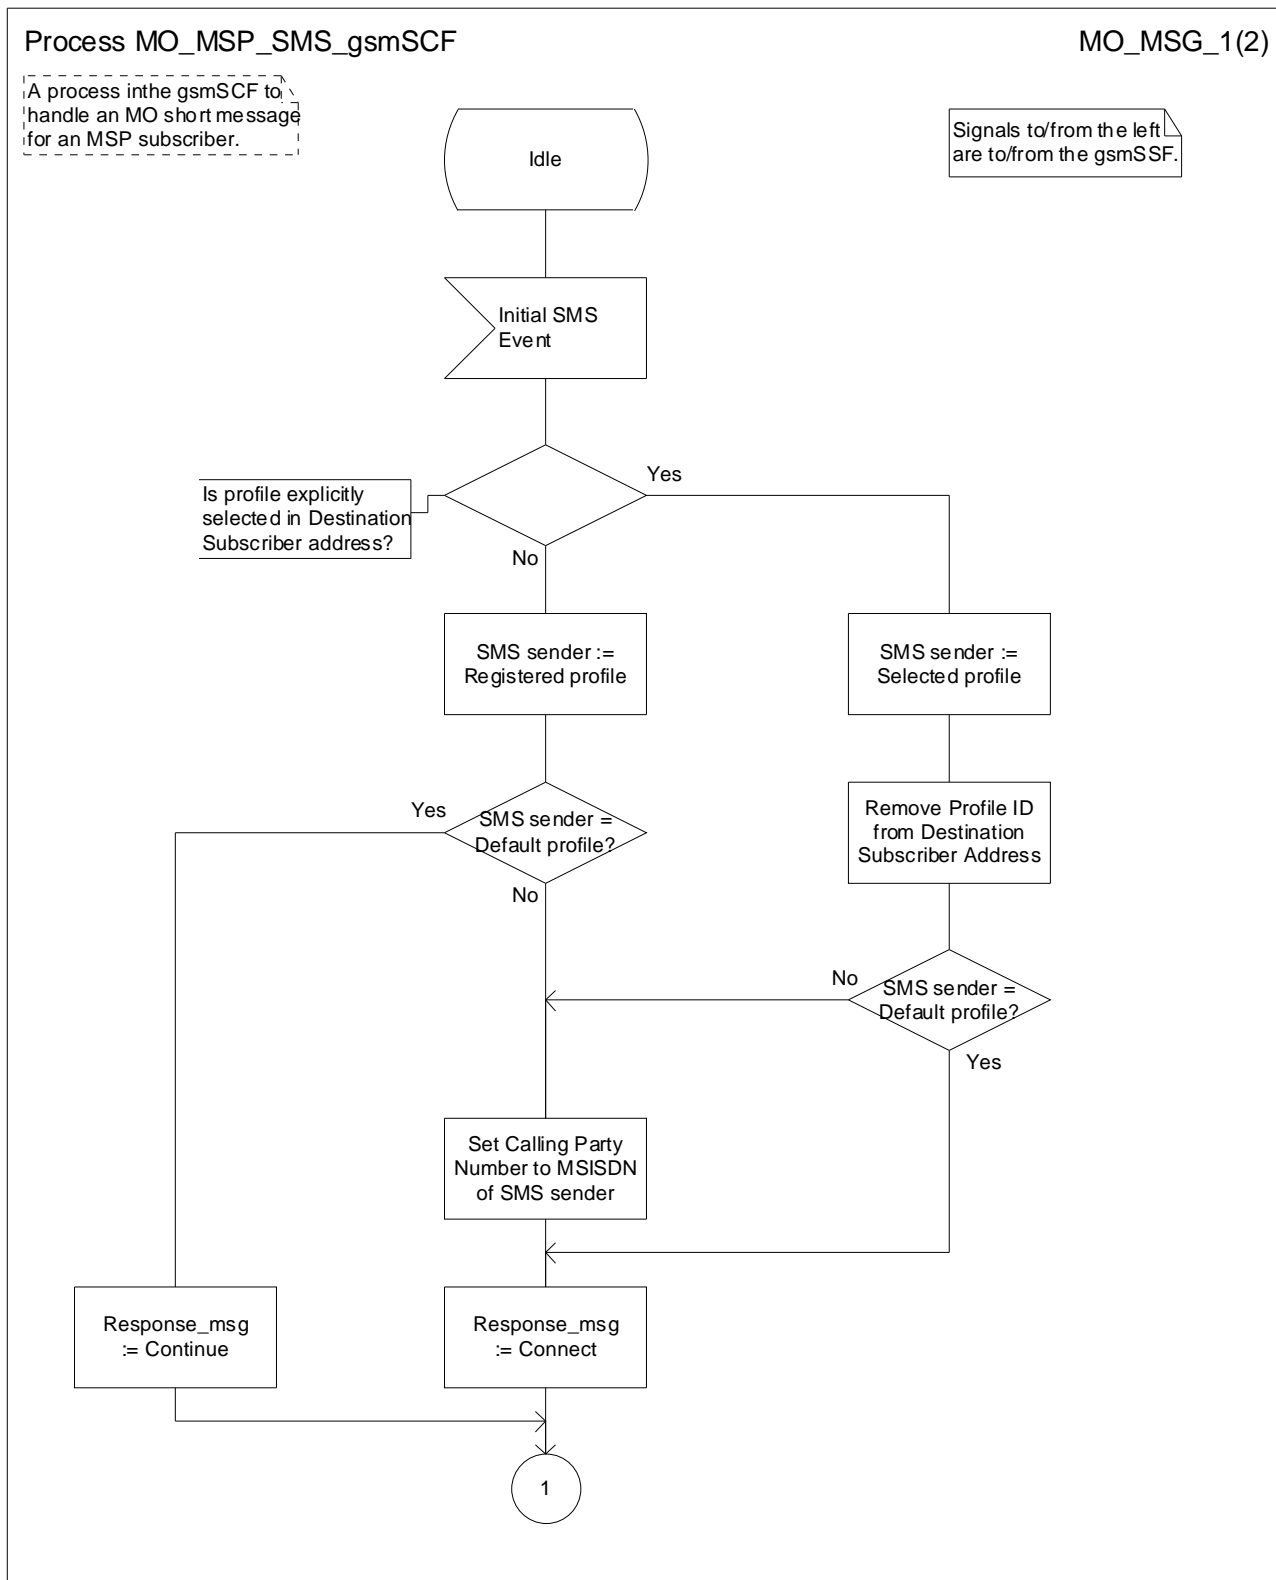 Process MO_MSP_SMS_gsmSCF
MO_MSG_1(2)
A process inthe gsmSCF to
handle an MO short message
for an MSP subscriber.
Signals to/from the left
are to/from the gsmSSF.
Idle
Initial SMS
Event
Is profile explicitly
selected in Destination
Subscriber address?
Yes
No
SMS sender :=
Registered profile
SMS sender :=
Selected profile
Yes
SMS sender =
Default profile?
No
Remove Profile ID
from Destination
Subscriber Address
No
SMS sender =
Default profile?
Yes
Set Calling Party
Number to MSISDN
of SMS sender
Response_msg
:= Continue
Response_msg
:= Connect
1